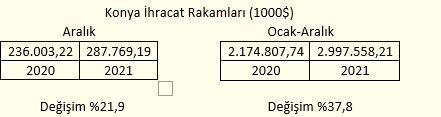 Konya İhracat Rakamları (1000$)
Aralık Ocak-Aralık
236.003,22 287.769,19 2.174.807,74 2.997.558,21
2020 2021 2020 2021
Değişim %21,9 Değişim %37,8